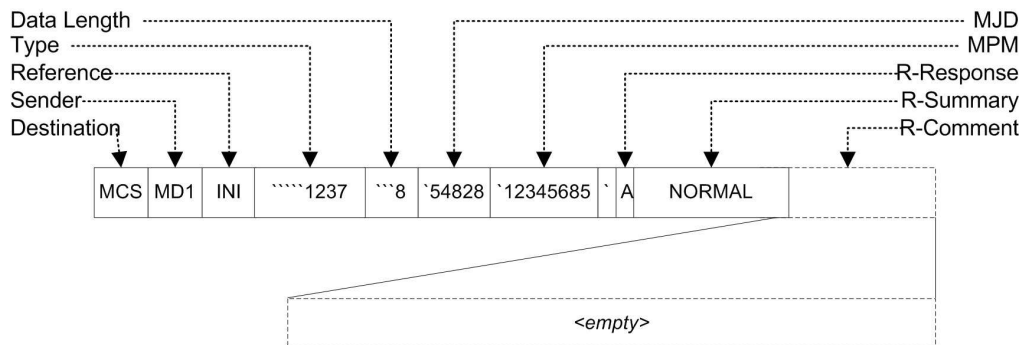 Data Length
Type
Reference
Sender
Destination
MJD
MPM
R-Response
R-Summary
R-Comment
MCS MD1 INI `````1237 ```8 `54828 `12345685 ` A NORMAL
<empty>